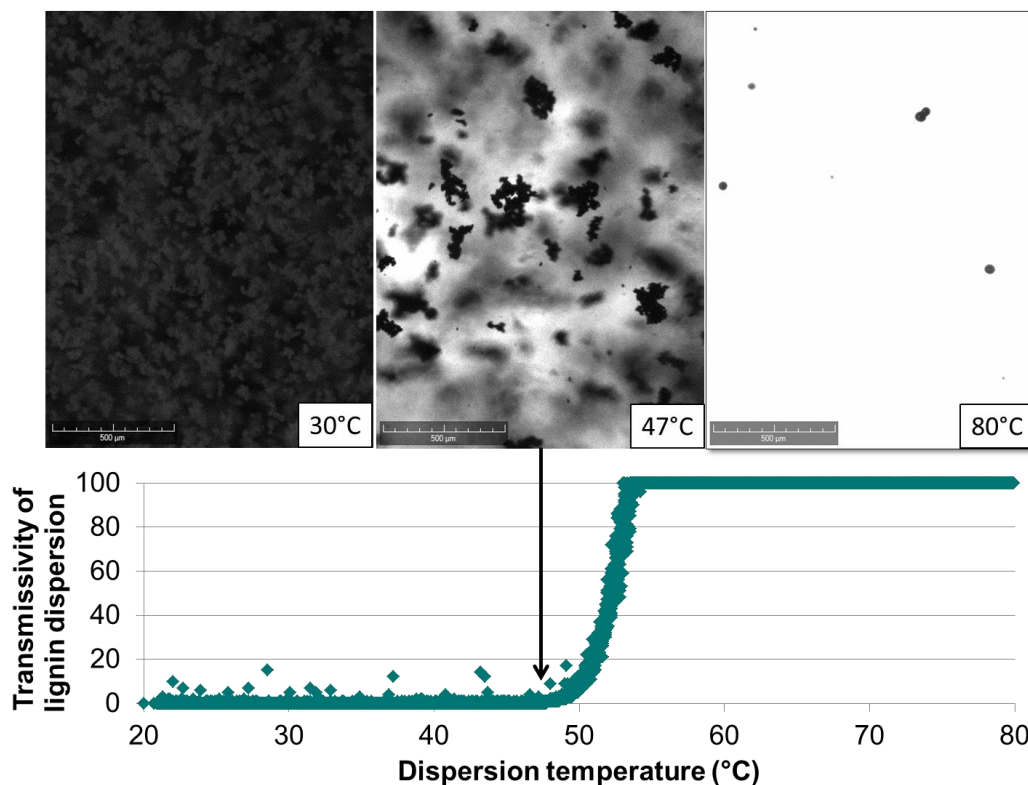 500 µm
30°C
500 µm
47°C
500 µm
80°C
Transmissivity of
lignin dispersion
100
80
60
40
20
0
20
30
40
50
60
70
80
Dispersion temperature (°C)